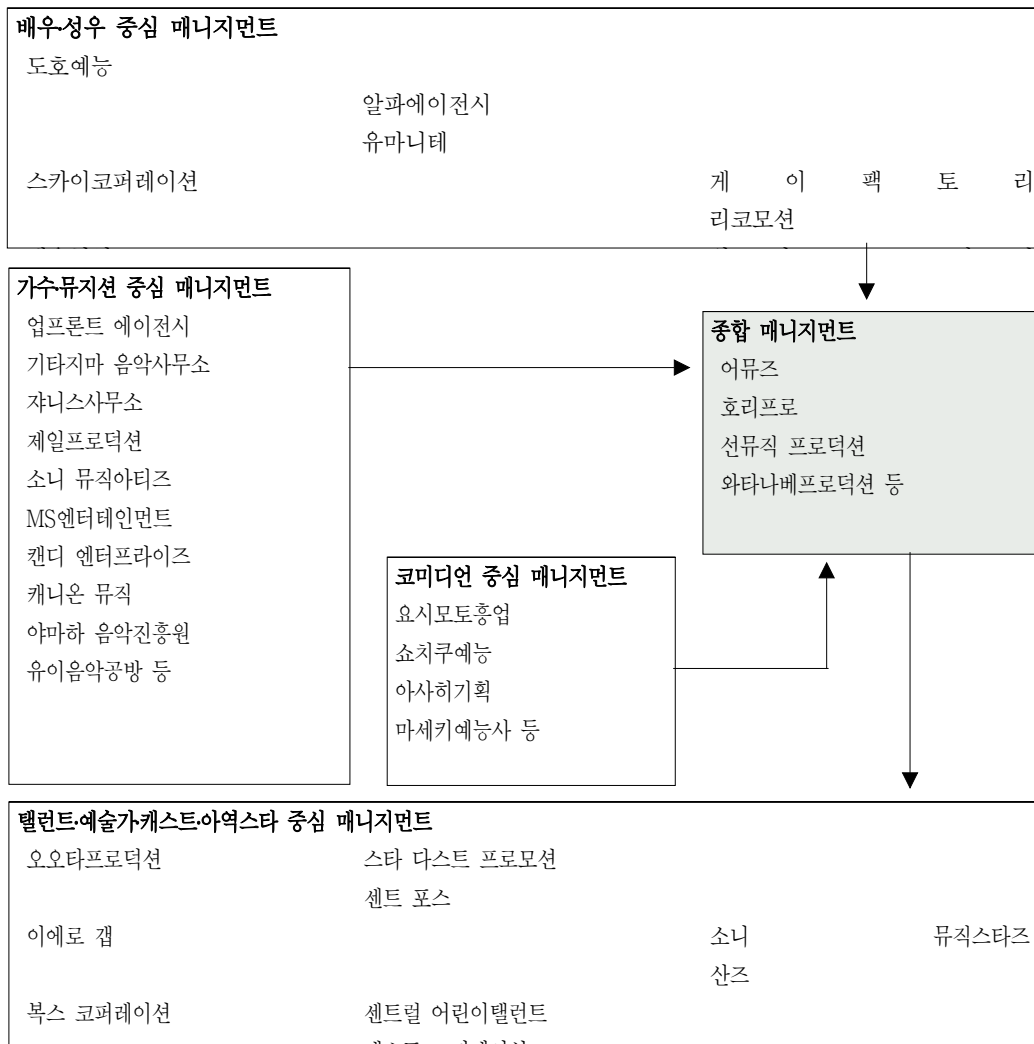 배우·성우 중심 매니지먼트
도호예능
알파에이전시
유마니테
스카이코퍼레이션
게 이 팩 토 리
리코모션
가수·뮤지션 중심 매니지먼트
업프론트 에이전시
기타지마 음악사무소
쟈니스사무소
제일프로덕션
소니 뮤직아티즈
MS엔터테인먼트
캔디 엔터프라이즈
캐니온 뮤직
야마하 음악진흥원
유이음악공방 등
종합 매니지먼트
어뮤즈
호리프로
선뮤직 프로덕션
와타나베프로덕션 등
코미디언 중심 매니지먼트
요시모토흥업
쇼치쿠예능
아사히기획
마세키예능사 등
탤런트·예술가·캐스트·아역스타 중심 매니지먼트
오오타프로덕션 스타 다스트 프로모션
센트 포스
이에로 갭 소니 뮤직스타즈
산즈
복스 코퍼레이션 센트럴 어린이탤런트